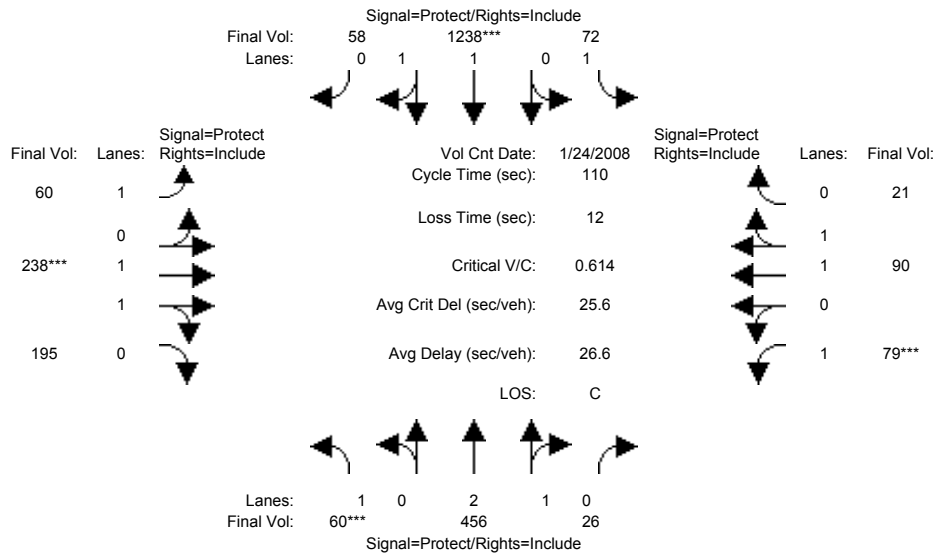 Signal=Protect/Rights=Include
Final Vol: 58 1238*** 72
Lanes: 0 1 1 0 1
Signal=Protect Signal=Protect
Final Vol: Lanes: Rights=Include Vol Cnt Date: 1/24/2008 Rights=Include Lanes: Final Vol:
Cycle Time (sec): 110
60 1 0 21
Loss Time (sec): 12
0 1
238*** 1 Critical V/C: 0.614 1 90
1 Avg Crit Del (sec/veh): 25.6 0
195 0 Avg Delay (sec/veh): 26.6 1 79***
LOS: C
Lanes: 1 0 2 1 0
Final Vol: 60*** 456 26
Signal=Protect/Rights=Include